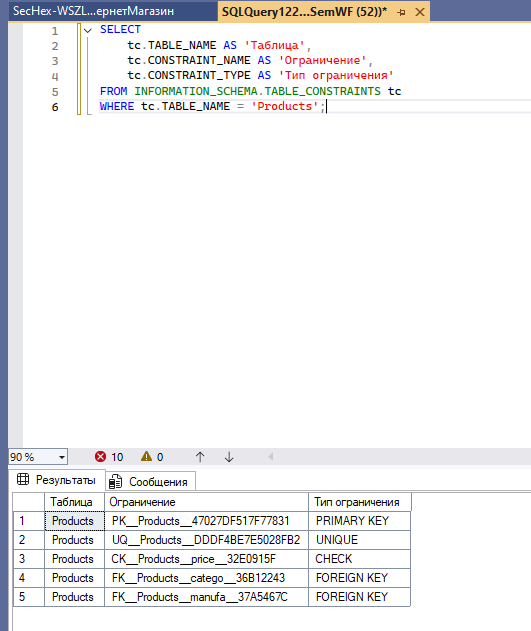 SecHex-WSZL...ернетМагазин
SQLQuery122...SemWF (52))*
1 SELECT
2 tc.TABLE_NAME AS 'Таблица',
3 tc.CONSTRAINT_NAME AS 'Ограничение',
4 tc.CONSTRAINT_TYPE AS 'Тип ограничения'
5 FROM INFORMATION_SCHEMA.TABLE_CONSTRAINTS tc
6 WHERE tc.TABLE_NAME = 'Products';
90 % 10 0
Результаты Сообщения
Таблица Ограничение Тип ограничения
1 Products PK__Products__47027DF517F77831 PRIMARY KEY
2 Products UQ__Products__DDDF4BE7E5028FB2 UNIQUE
3 Products CK__Products__price__32E0915F CHECK
4 Products FK__Products__catego__36B12243 FOREIGN KEY
5 Products FK__Products__manufa__37A5467C FOREIGN KEY